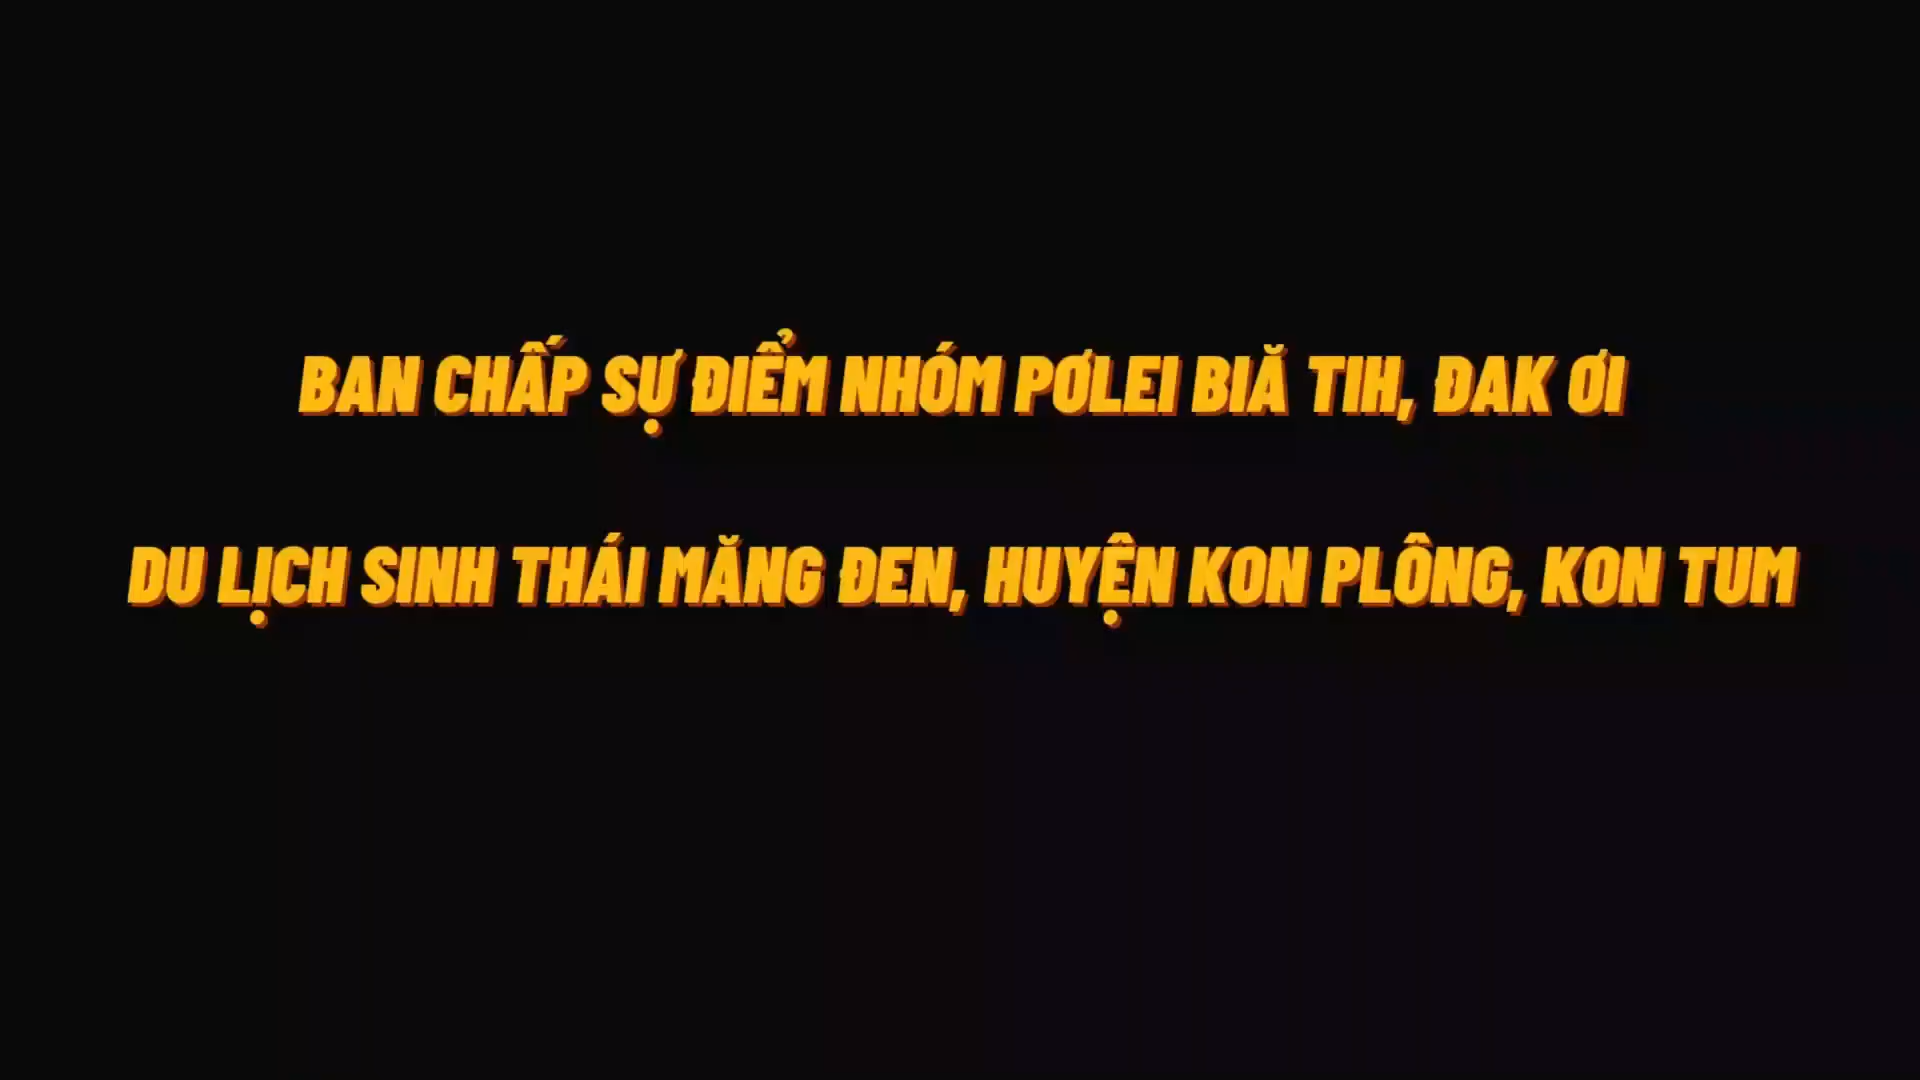 BAN CHẤP SỰ ĐIỂM NHÓM PƠLEI BIĂ TIH, ĐAK ƠI
DU LỊCH SINH THÁI MĂNG ĐEN, HUYỆN KON PLÔNG, KON TUM